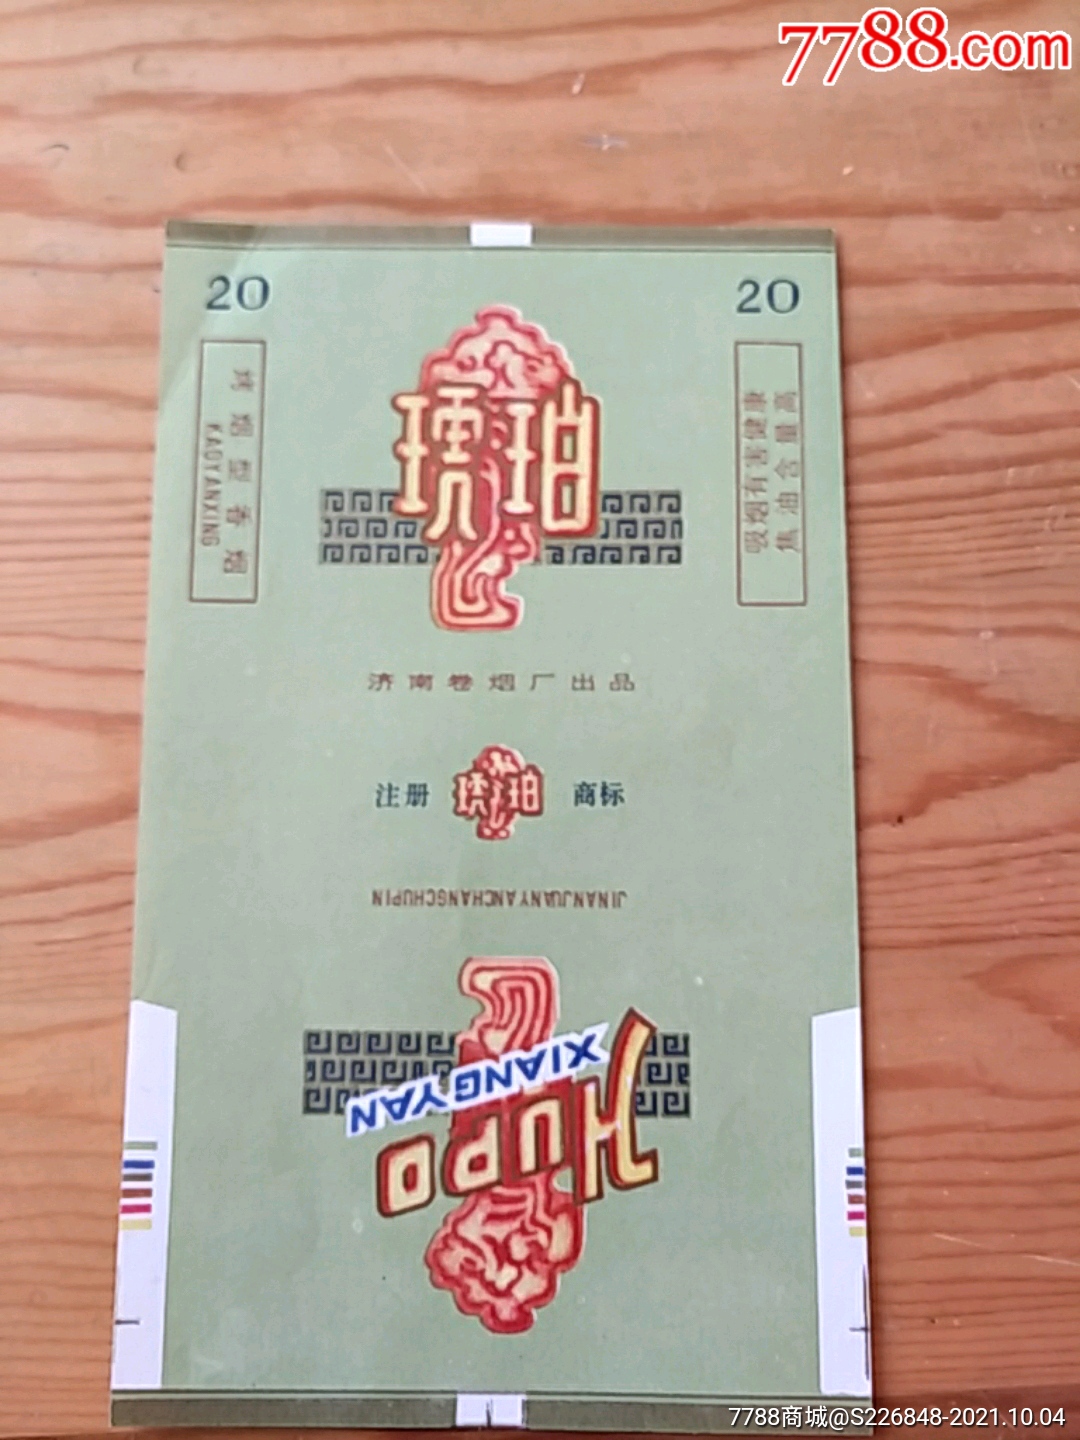 7788.com
20
20
烤烟型香烟
KAOYANXING
琥珀
吸烟有害健康
焦油含量高
济南卷烟厂出品
注册 琥珀 商标
JINANJUANYANCHANGCHUPIN
XIANGYAN
HUPO
7788商城@S226848-2021.10.04